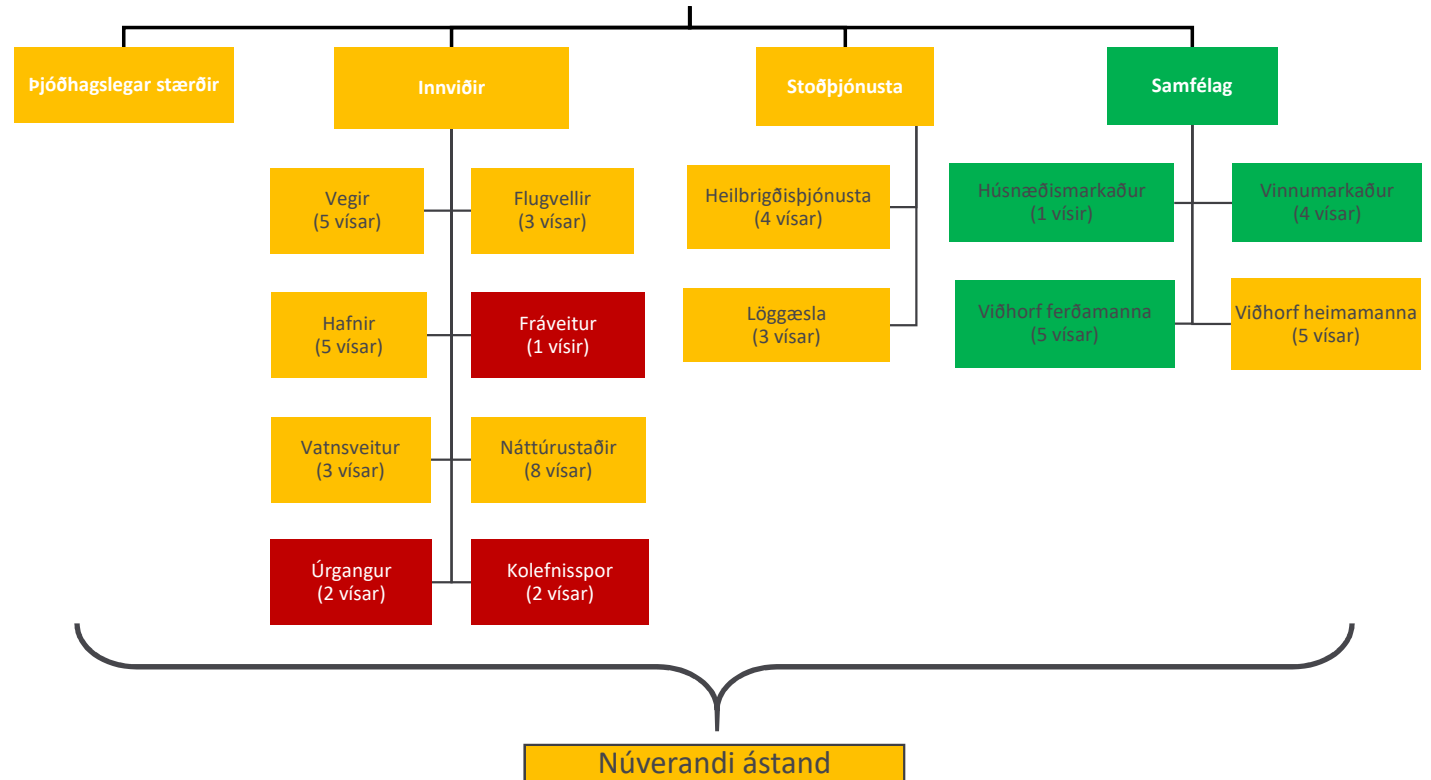 Þjóðhagslegar stærðir
Innviðir
Stoðþjónusta
Samfélag
Vegir
(5 vísar)
Flugvellir
(3 vísar)
Heilbrigðisþjónusta
(4 vísar)
Húsnæðismarkaður
(1 vísir)
Vinnumarkaður
(4 vísar)
Hafnir
(5 vísar)
Fráveitur
(1 vísir)
Löggæsla
(3 vísar)
Viðhorf ferðamanna
(5 vísar)
Viðhorf heimamanna
(5 vísar)
Vatnsveitur
(3 vísar)
Náttúrustaðir
(8 vísar)
Úrgangur
(2 vísar)
Kolefnisspor
(2 vísar)
Núverandi ástand